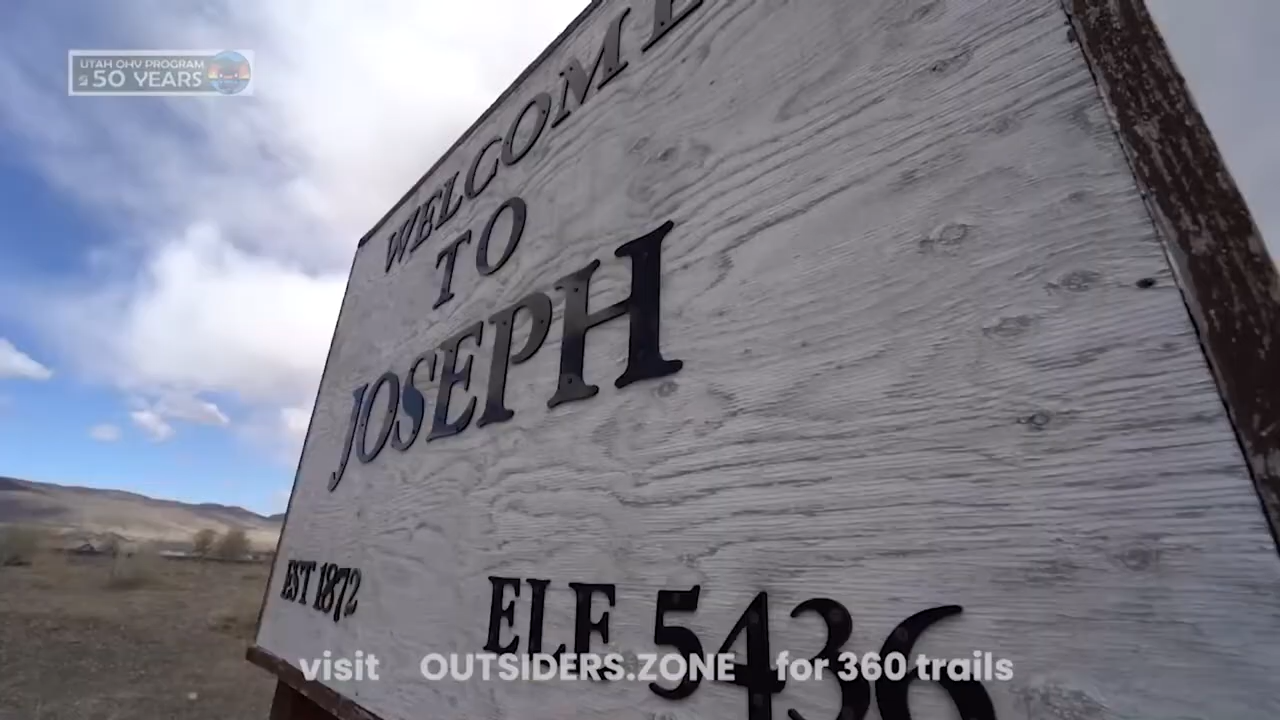 UTAH OHV PROGRAM
50 YEARS
WELCOME
TO
JOSEPH
EST 1872
ELE 5436
visit OUTSIDERS.ZONE for 360 trails